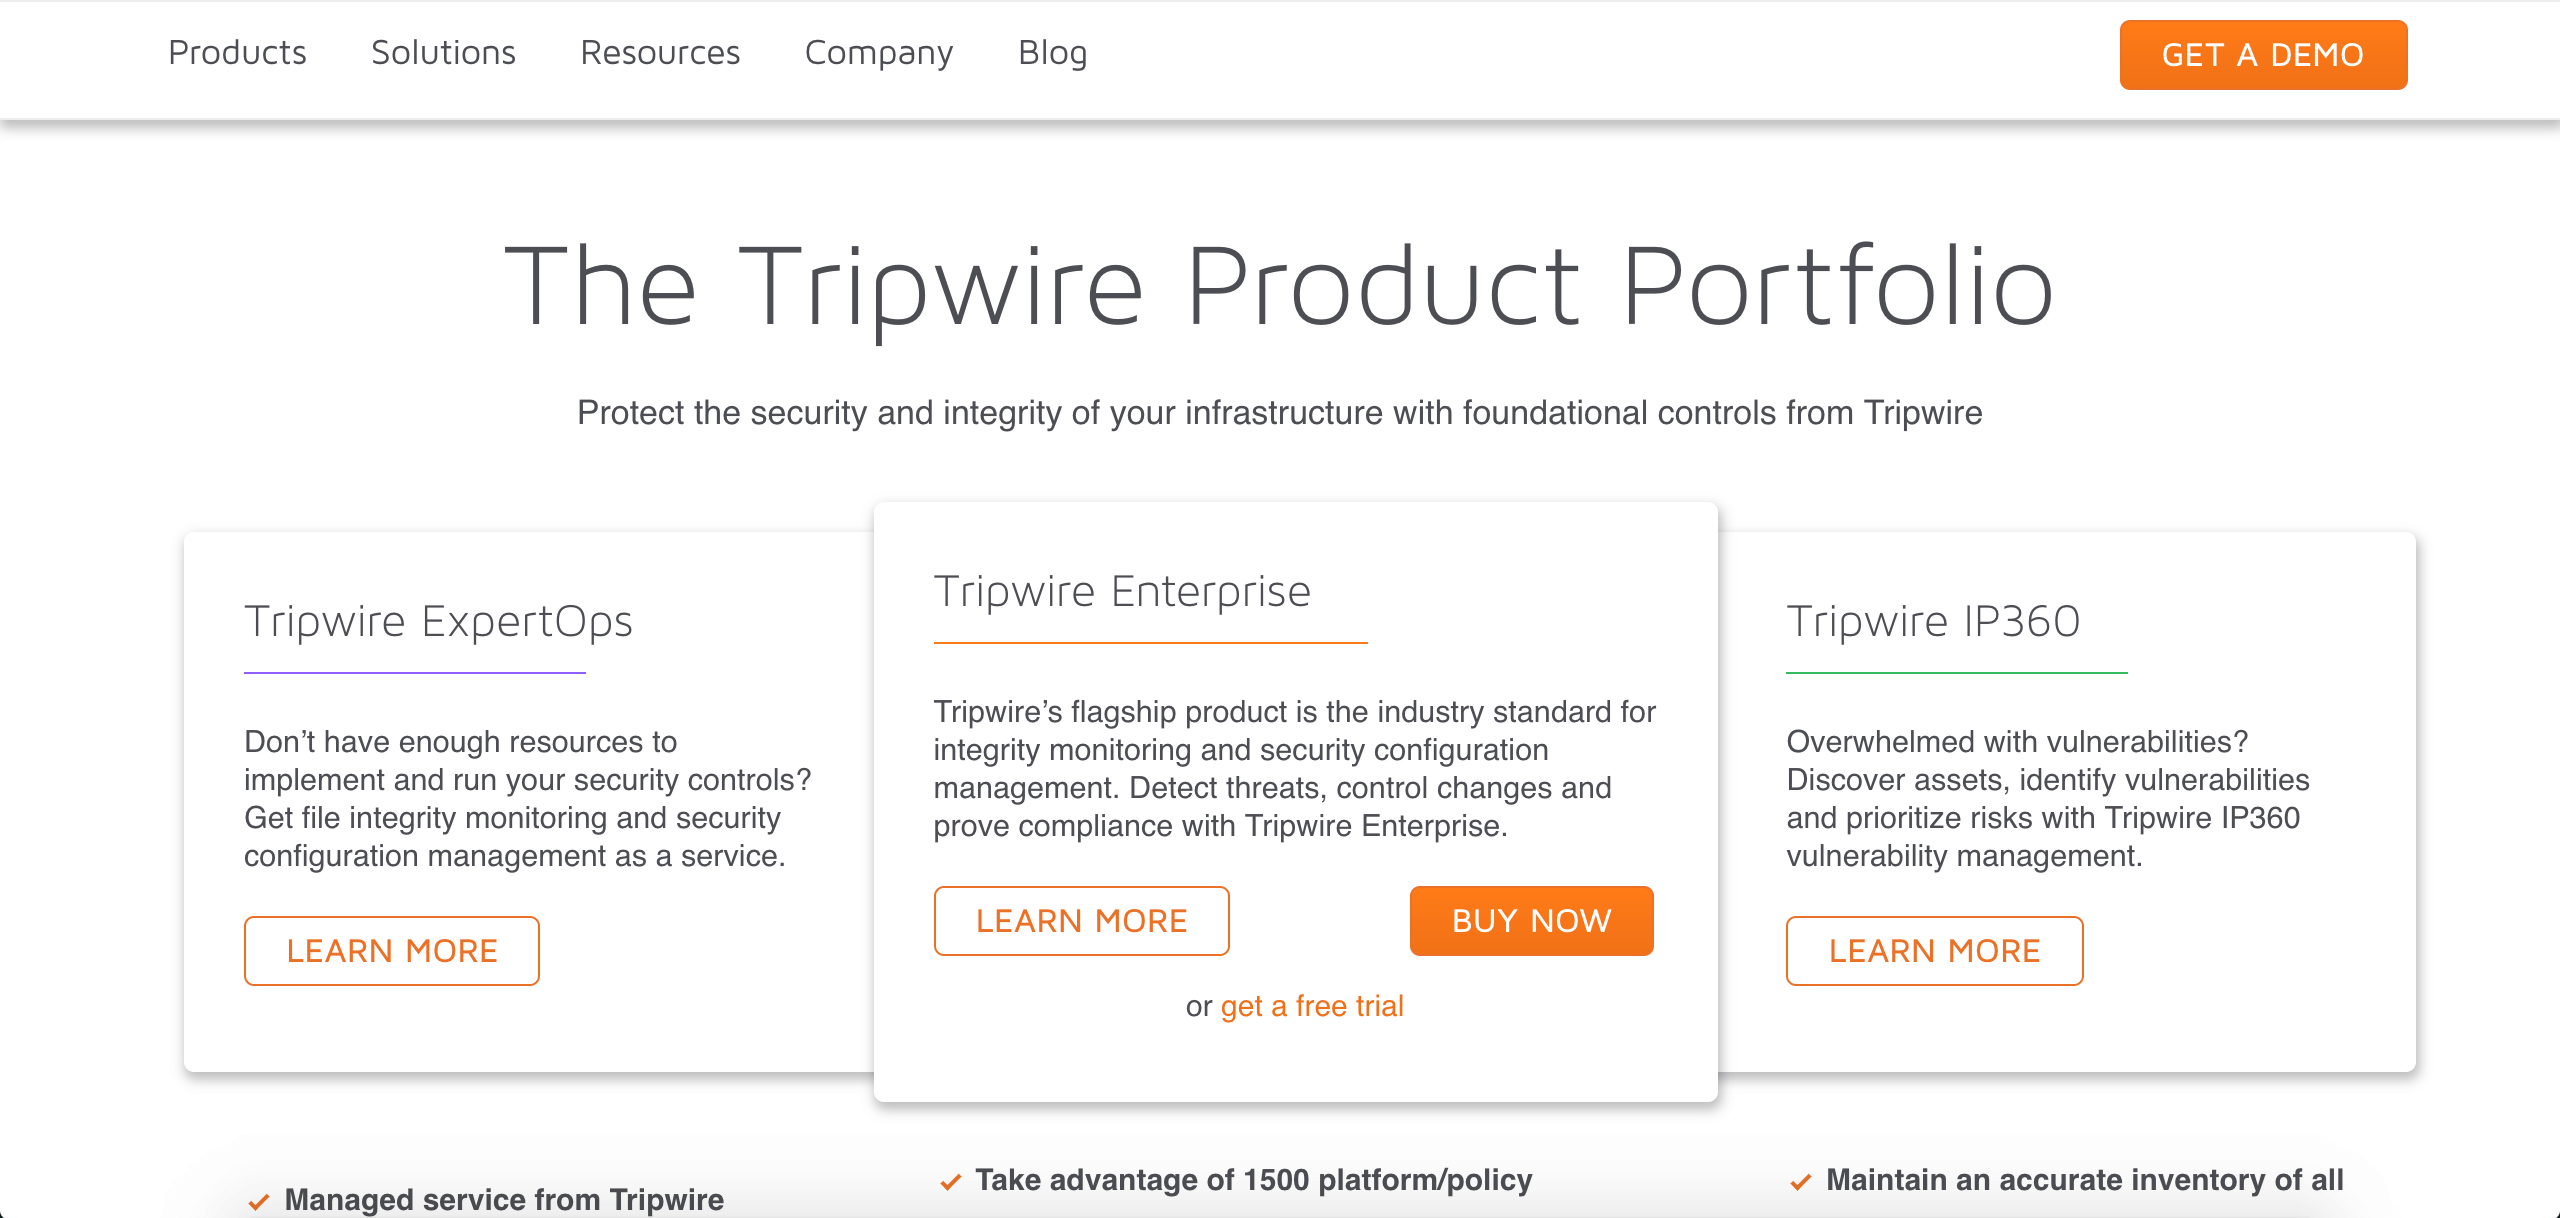 Products
Solutions
Resources
Company
Blog
GET A DEMO
The Tripwire Product Portfolio
Protect the security and integrity of your infrastructure with foundational controls from Tripwire
Tripwire ExpertOps
Don’t have enough resources to
implement and run your security controls?
Get file integrity monitoring and security
configuration management as a service.
LEARN MORE
Tripwire Enterprise
Tripwire’s flagship product is the industry standard for
integrity monitoring and security configuration
management. Detect threats, control changes and
prove compliance with Tripwire Enterprise.
LEARN MORE
BUY NOW
or get a free trial
Tripwire IP360
Overwhelmed with vulnerabilities?
Discover assets, identify vulnerabilities
and prioritize risks with Tripwire IP360
vulnerability management.
LEARN MORE
Managed service from Tripwire
Take advantage of 1500 platform/policy
Maintain an accurate inventory of all